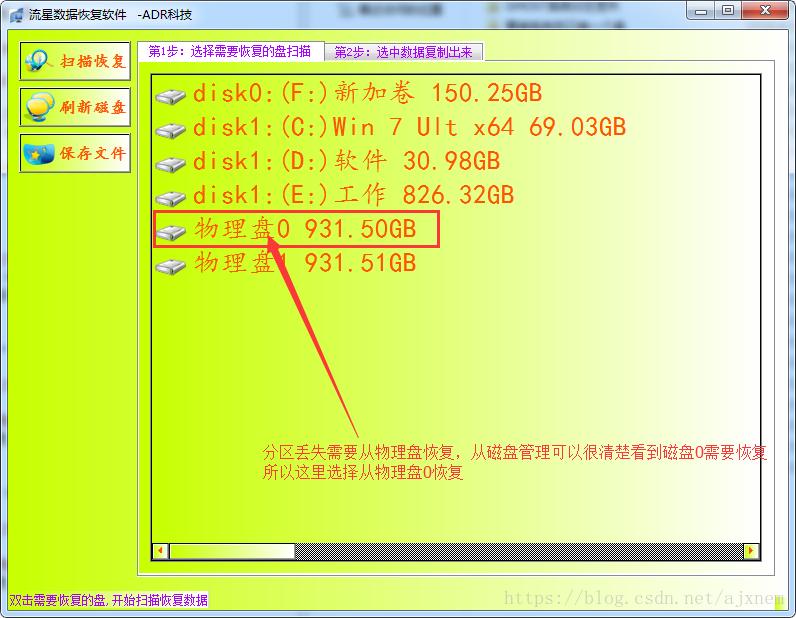 流星数据恢复软件 -ADR科技
扫描恢复
刷新磁盘
保存文件
第1步: 选择需要恢复的盘扫描
第2步: 选中数据复制出来
disk0:(F:)新加卷 150.25GB
disk1:(C:)Win 7 Ult x64 69.03GB
disk1:(D:)软件 30.98GB
disk1:(E:)工作 826.32GB
物理盘0 931.50GB
物理盘1 931.51GB
分区丢失需要从物理盘恢复，从磁盘管理可以很清楚看到磁盘0需要恢复
所以这里选择从物理盘0恢复
双击需要恢复的盘,开始扫描恢复数据
https://blog.csdn.net/ajxnem